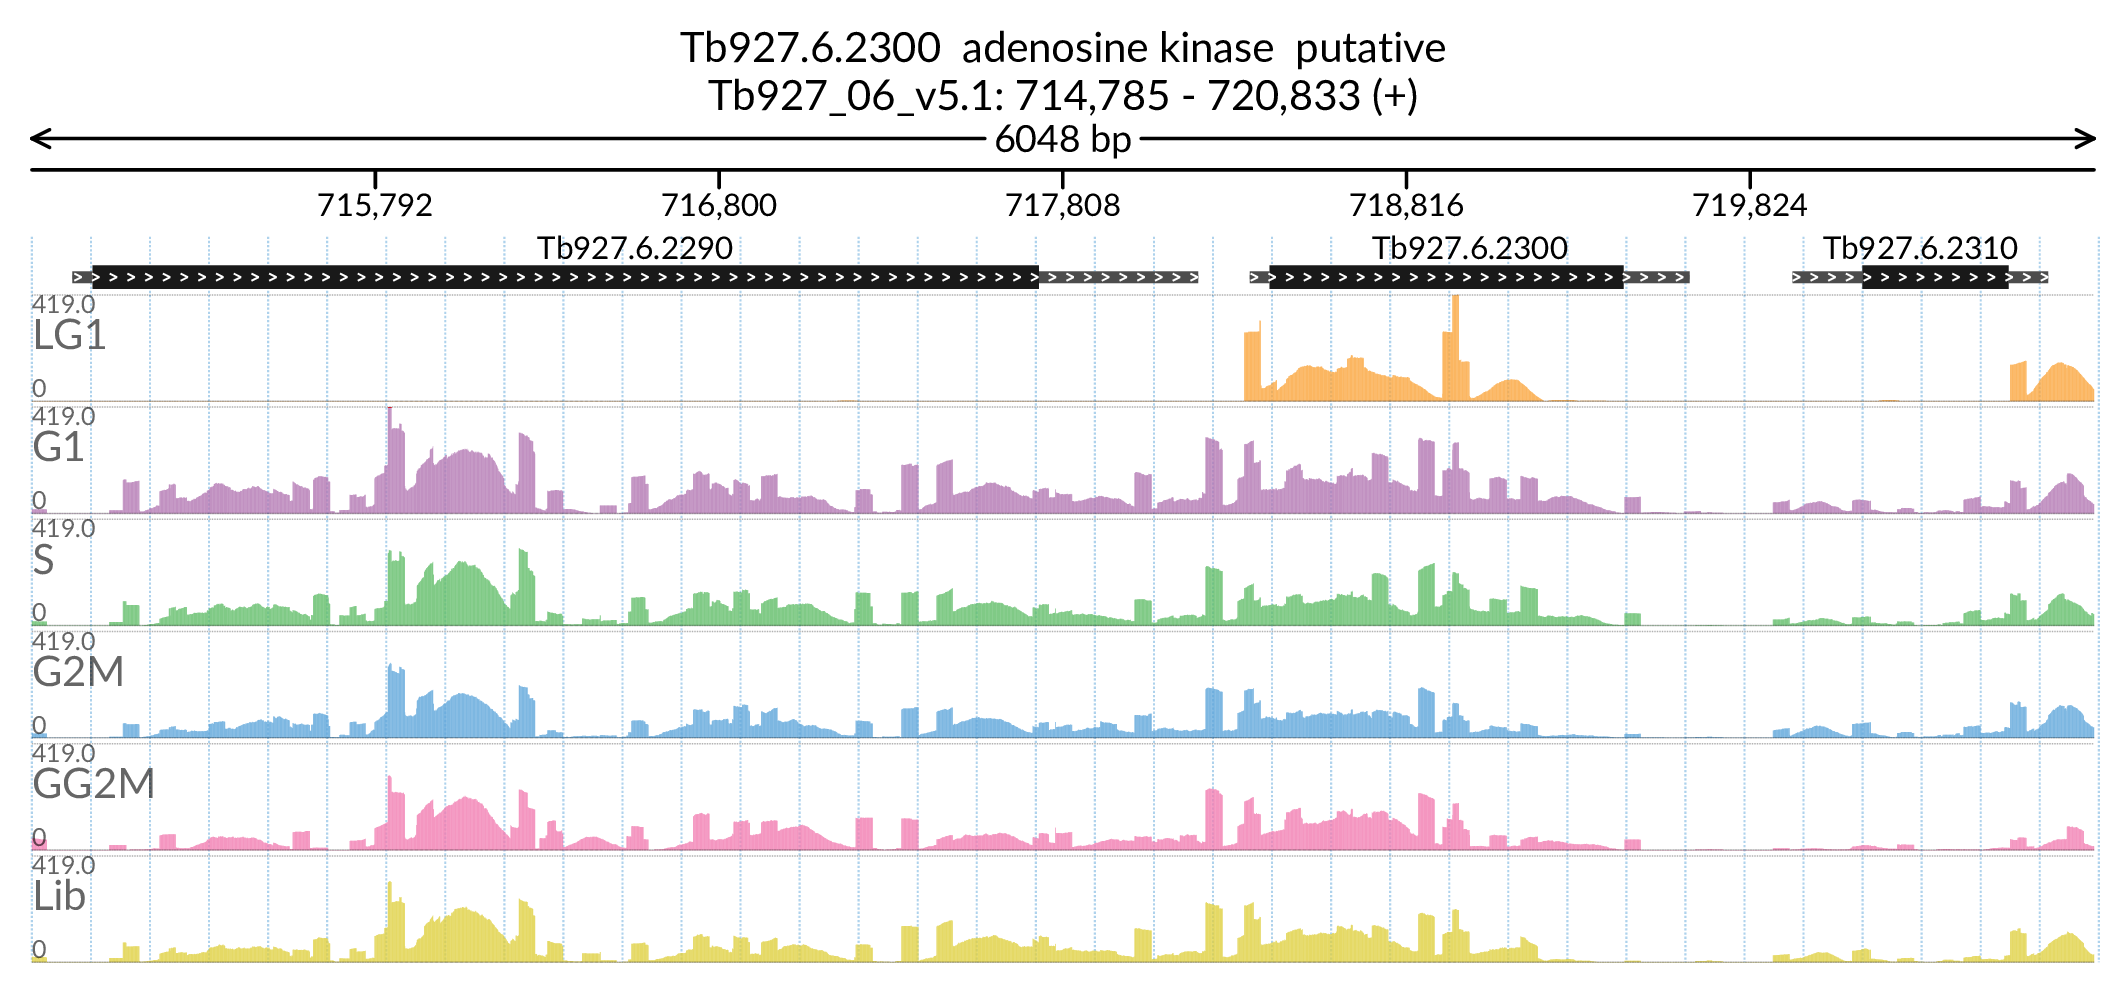 Tb927.6.2300  adenosine kinase  putative
Tb927_06_v5.1: 714,785 - 720,833 (+)
6048 bp
715,792 716,800 717,808 718,816 719,824
Tb927.6.2290 Tb927.6.2300 Tb927.6.2310
419.0
LG1
0
419.0
G1
0
419.0
S
0
419.0
G2M
0
419.0
GG2M
0
419.0
Lib
0